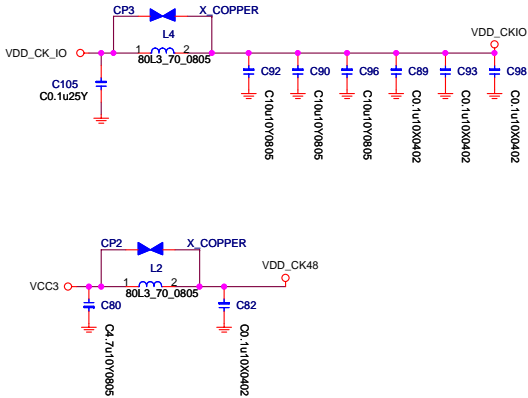 CP3 X_COPPER
L4
VDD_CKIO
VDD_CK_IO
1 2
80L3_70_0805
C105
C0.1u25Y
C92 C90 C96 C89 C93 C98
C10u10Y0805
C10u10Y0805
C10u10Y0805
C0.1u10X0402
C0.1u10X0402
C0.1u10X0402
CP2 X_COPPER
L2
VDD_CK48
VCC3
1 2
80L3_70_0805
C80 C82
C4.7u10Y0805
C0.1u10X0402